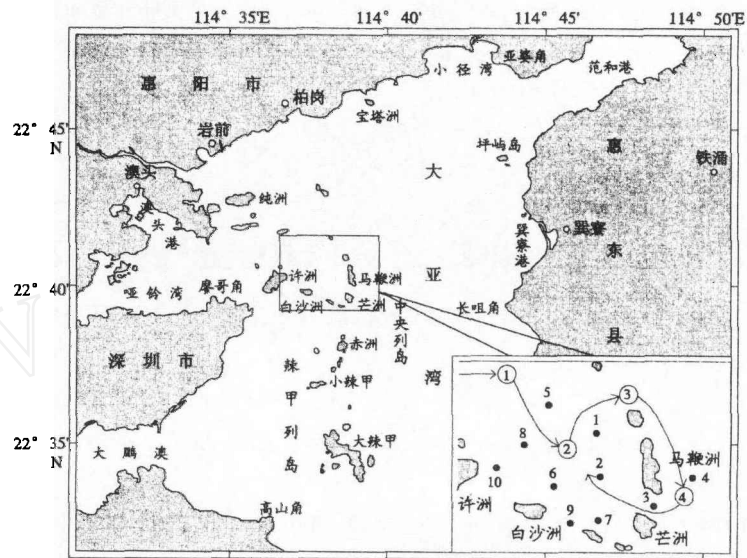 114° 35′E
114° 40′
114° 45′
114° 50′E
亚婆角
小径湾
范和港
惠阳市
柏岗
宝塔洲
22° 45′
N
岩前
坪屿岛
惠
铁涌
澳头
大
纯洲
澳头港
巽寮
巽寮港
东
许洲
马鞭洲
亚
22° 40′
N
亚铃湾
廖哥角
白沙洲
芒洲
长咀角
中央列岛
县
深圳市
赤洲
辣甲列岛
小辣甲
湾
22° 35′
N
大鹏澳
大辣甲
高山角
①
③
5
1
②
8
马鞭洲
10
6
2
4
④
3
许洲
白沙洲
9
7
芒洲